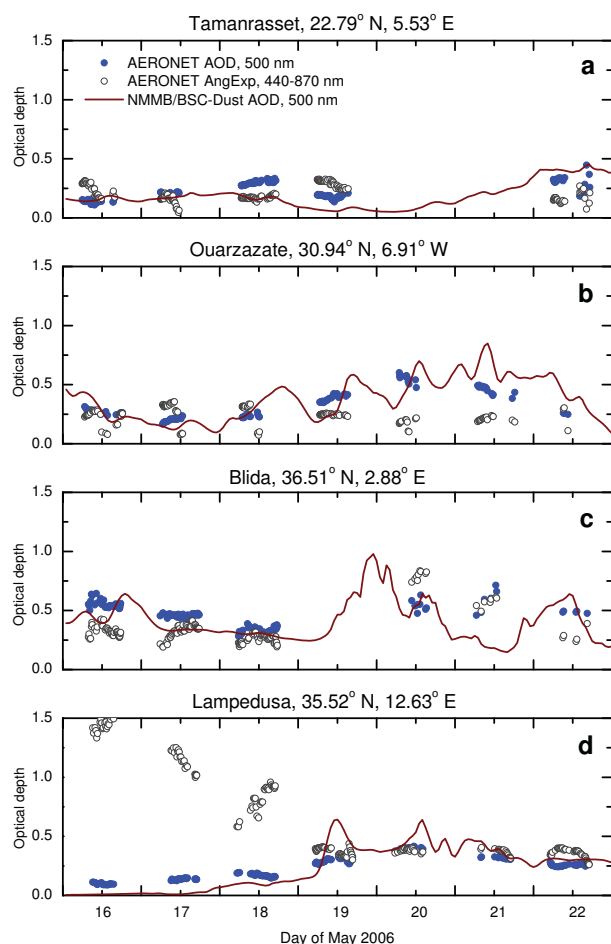 Tamanrasset, 22.79° N, 5.53° E
1.5
AERONET AOD, 500 nm
a
AERONET AngExp, 440-870 nm
NMMB/BSC-Dust AOD, 500 nm
1.0
Optical depth
0.5
0.0
Ouarzazate, 30.94° N, 6.91° W
1.5
b
1.0
Optical depth
0.5
0.0
Blida, 36.51° N, 2.88° E
1.5
c
1.0
Optical depth
0.5
0.0
Lampedusa, 35.52° N, 12.63° E
1.5
d
1.0
Optical depth
0.5
0.0
16 17 18 19 20 21 22
Day of May 2006